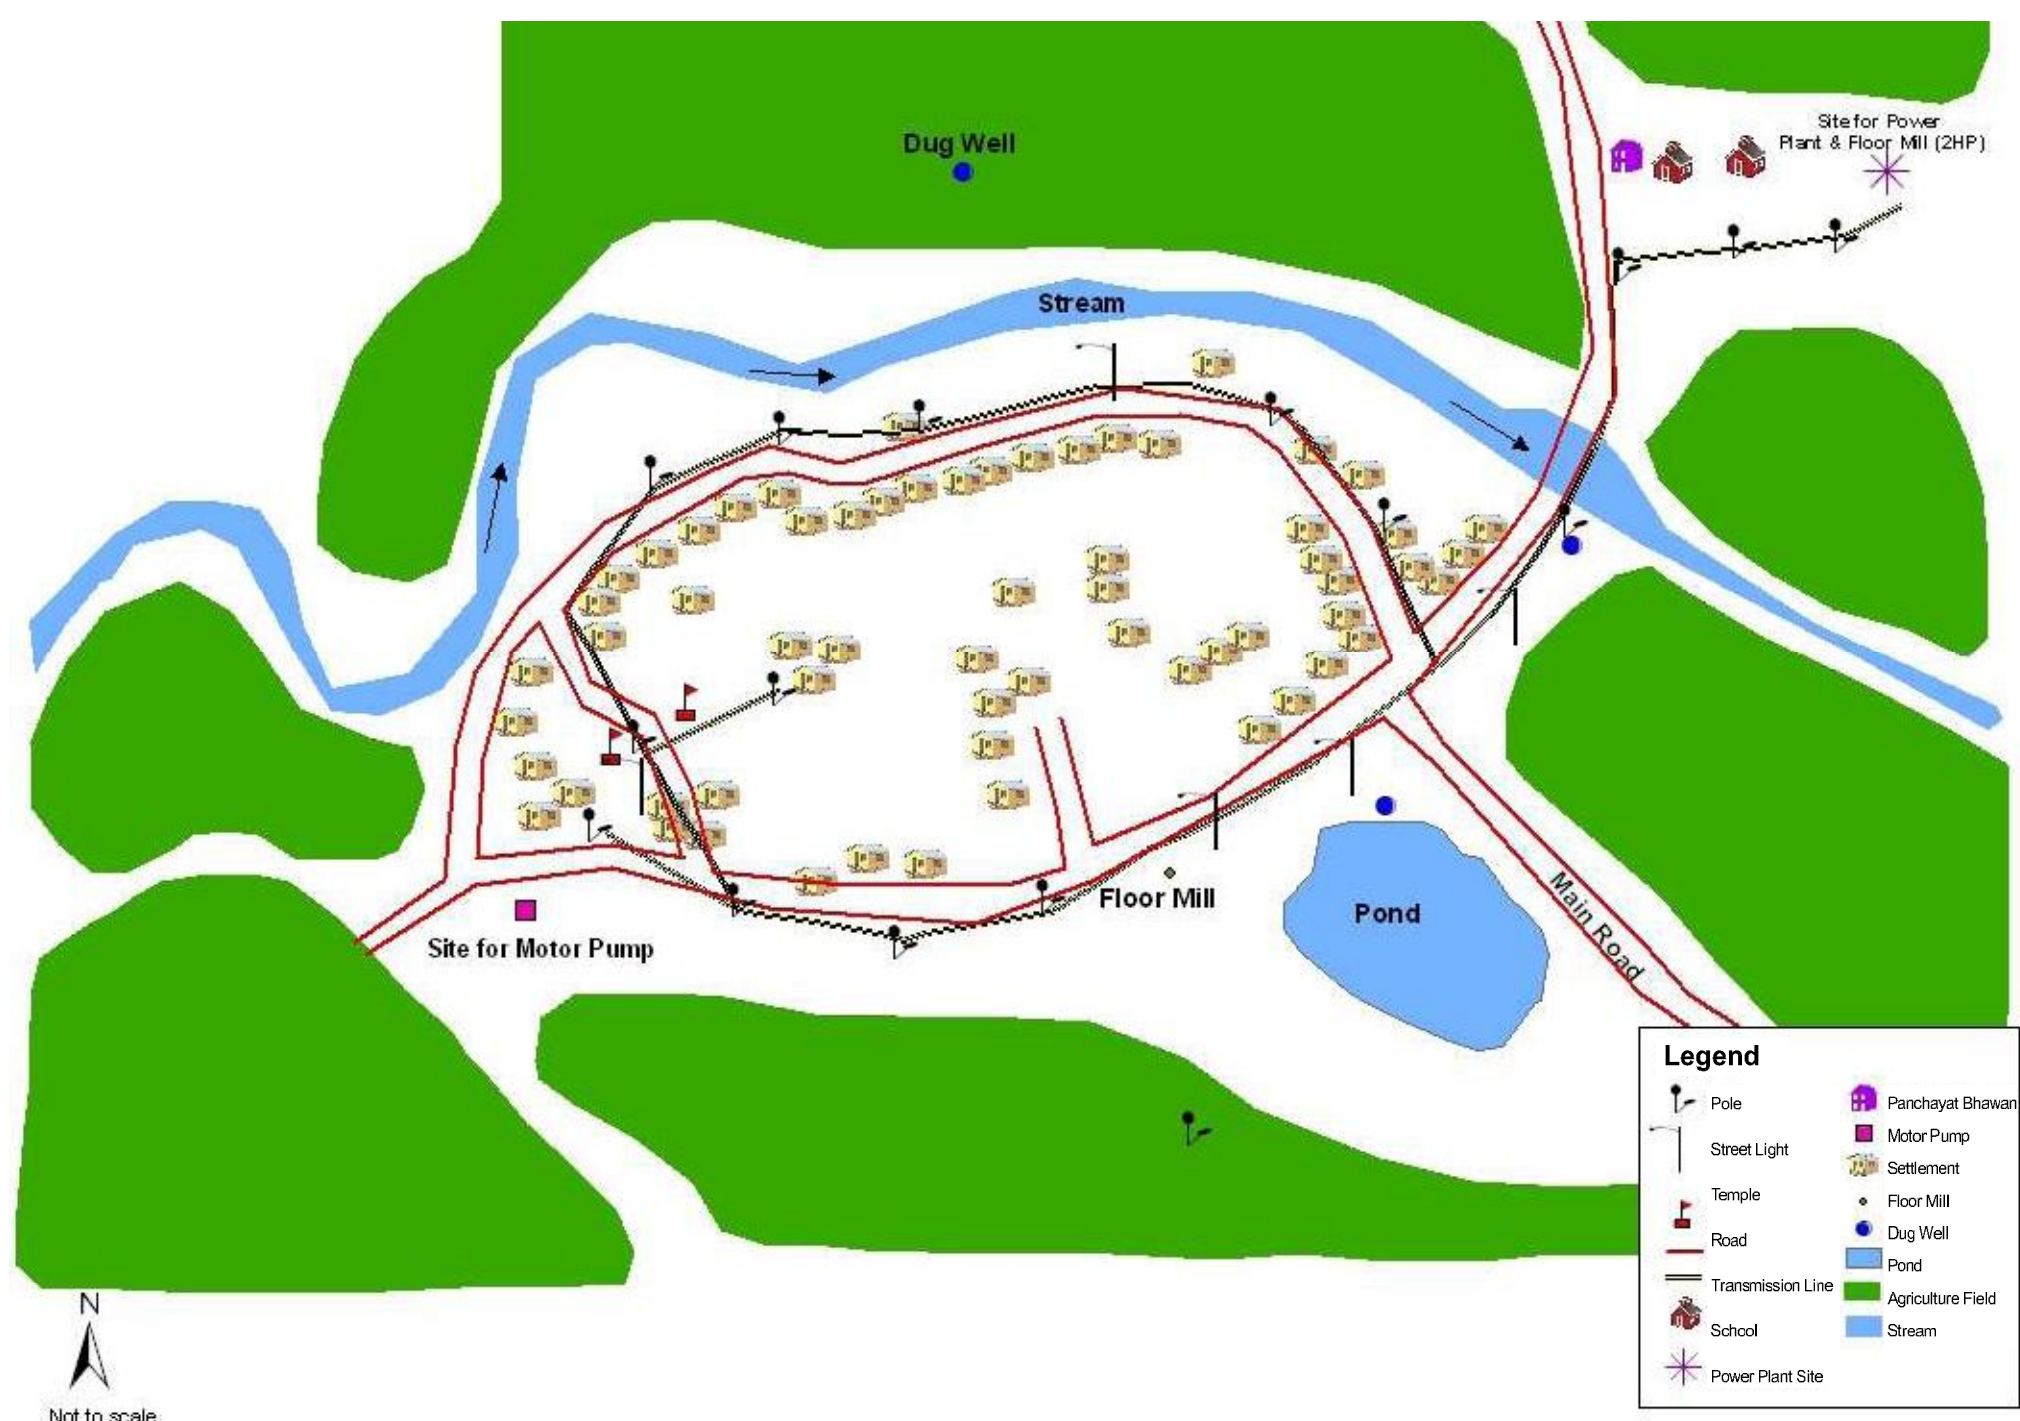 Site for Power
Plant & Floor Mill (2HP)
Dug Well
Stream
Floor Mill
Pond
Main Road
Site for Motor Pump
Legend
Pole
Street Light
Temple
Road
Transmission Line
School
Power Plant Site
Panchayat Bhawan
Motor Pump
Settlement
Floor Mill
Dug Well
Pond
Agriculture Field
Stream
N
Not to scale